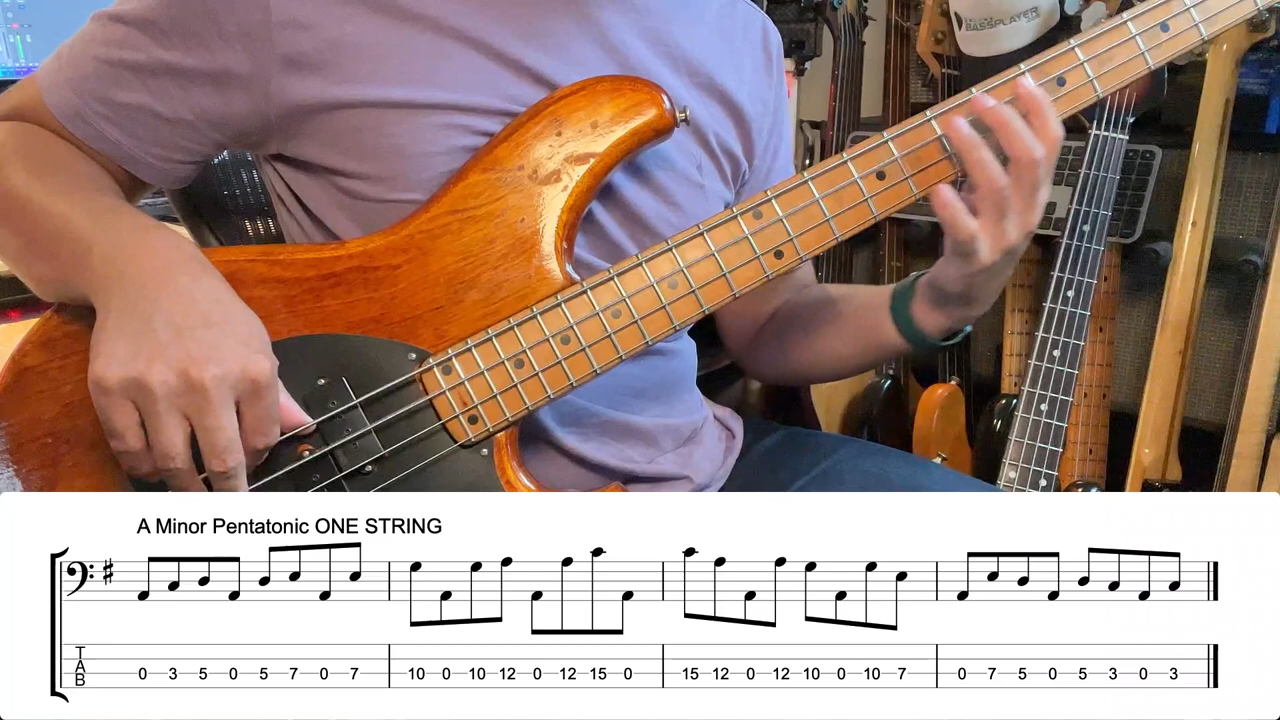 BASSPLAYER
A Minor Pentatonic ONE STRING
T
A
B
0 3 5 0 5 7 0 7 10 0 10 12 0 12 15 0 15 12 0 12 10 0 10 7 0 7 5 0 5 3 0 3